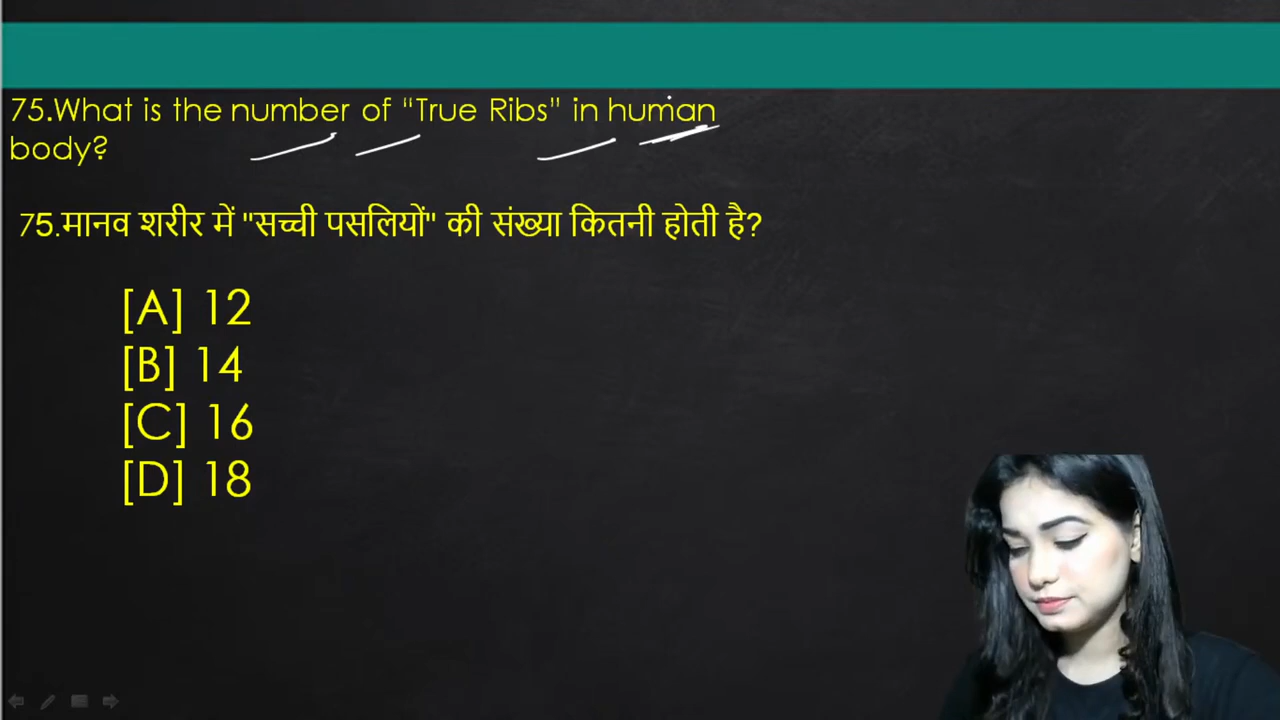 75.What is the number of “True Ribs" in human
body?
75.मानव शरीर में "सच्ची पसलियों" की संख्या कितनी होती है?
[A] 12
[B] 14
[C] 16
[D] 18